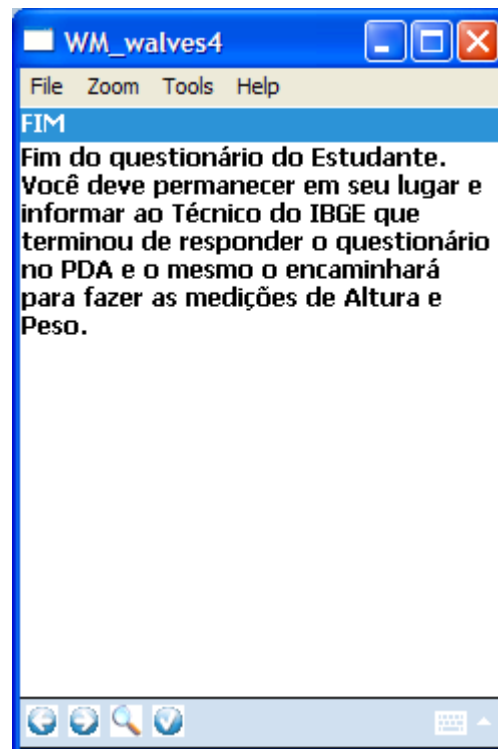 WM_walves4
File Zoom Tools Help
FIM
Fim do questionário do Estudante.
Você deve permanecer em seu lugar e
informar ao Técnico do IBGE que
terminou de responder o questionário
no PDA e o mesmo o encaminhará
para fazer as medições de Altura e
Peso.